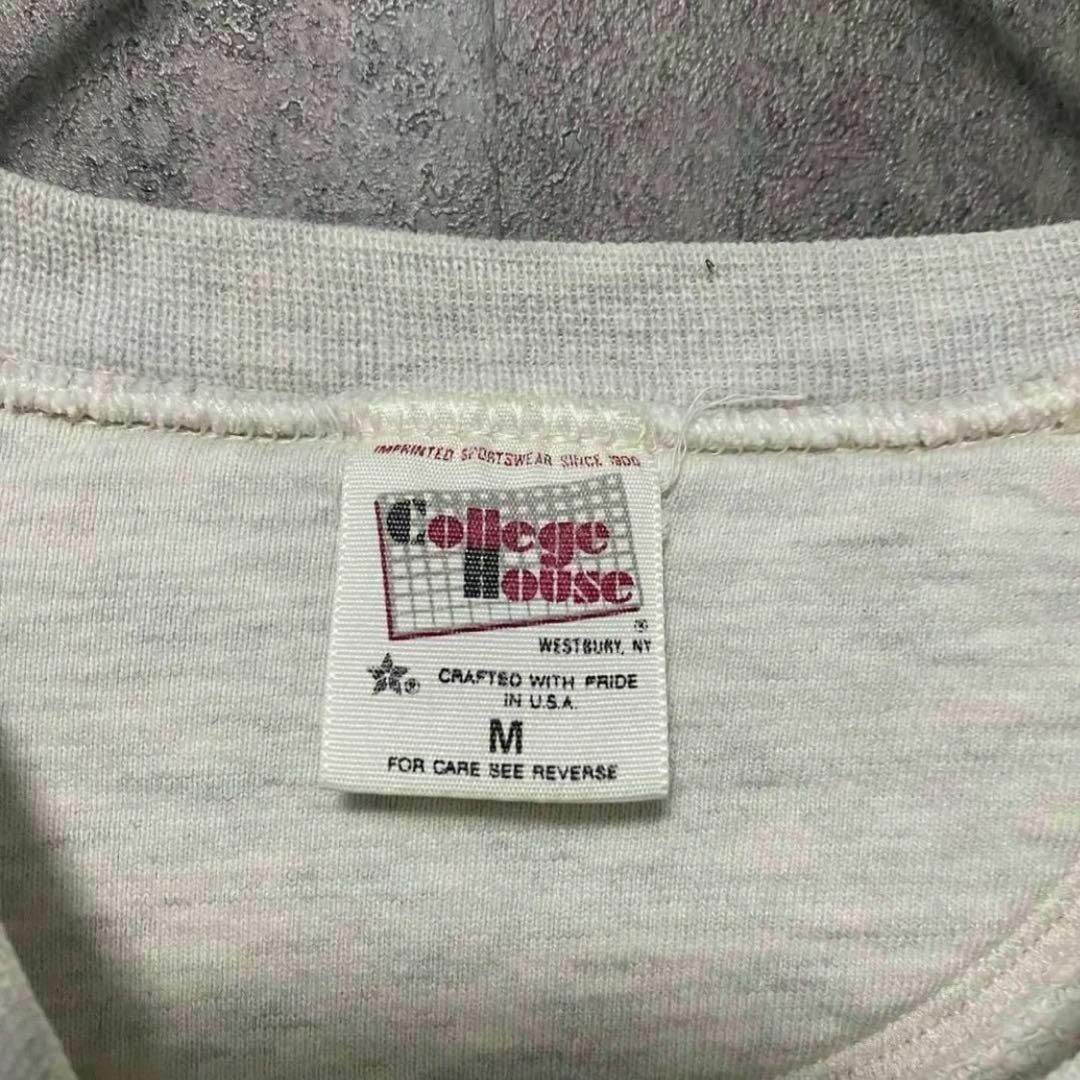 IMPRINTED SPORTSWEAR SINCE 1900
College
House
®
WESTBURY, NY
® CRAFTED WITH PRIDE
IN U.S.A.
M
FOR CARE SEE REVERSE